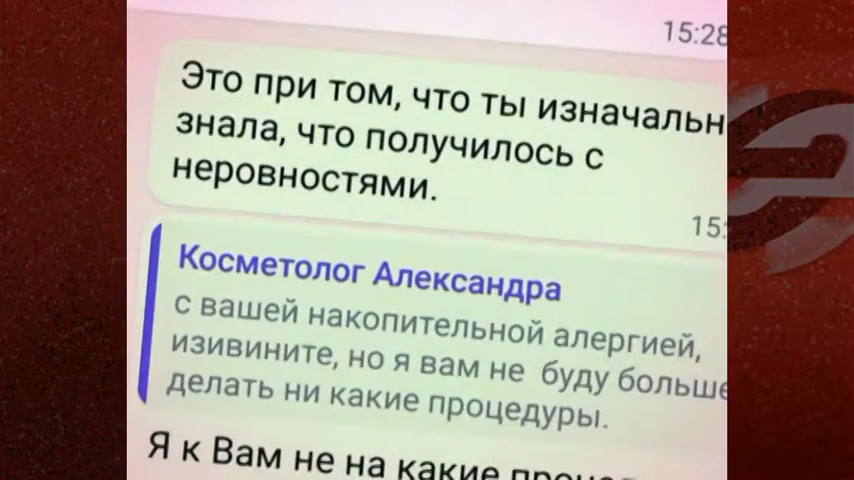 15:28
Это при том, что ты изначальн
знала, что получилось с
неровностями.
15:
Косметолог Александра
с вашей накопительной алергией,
изивините, но я вам не буду больше
делать ни какие процедуры.
Я к Вам не на какие